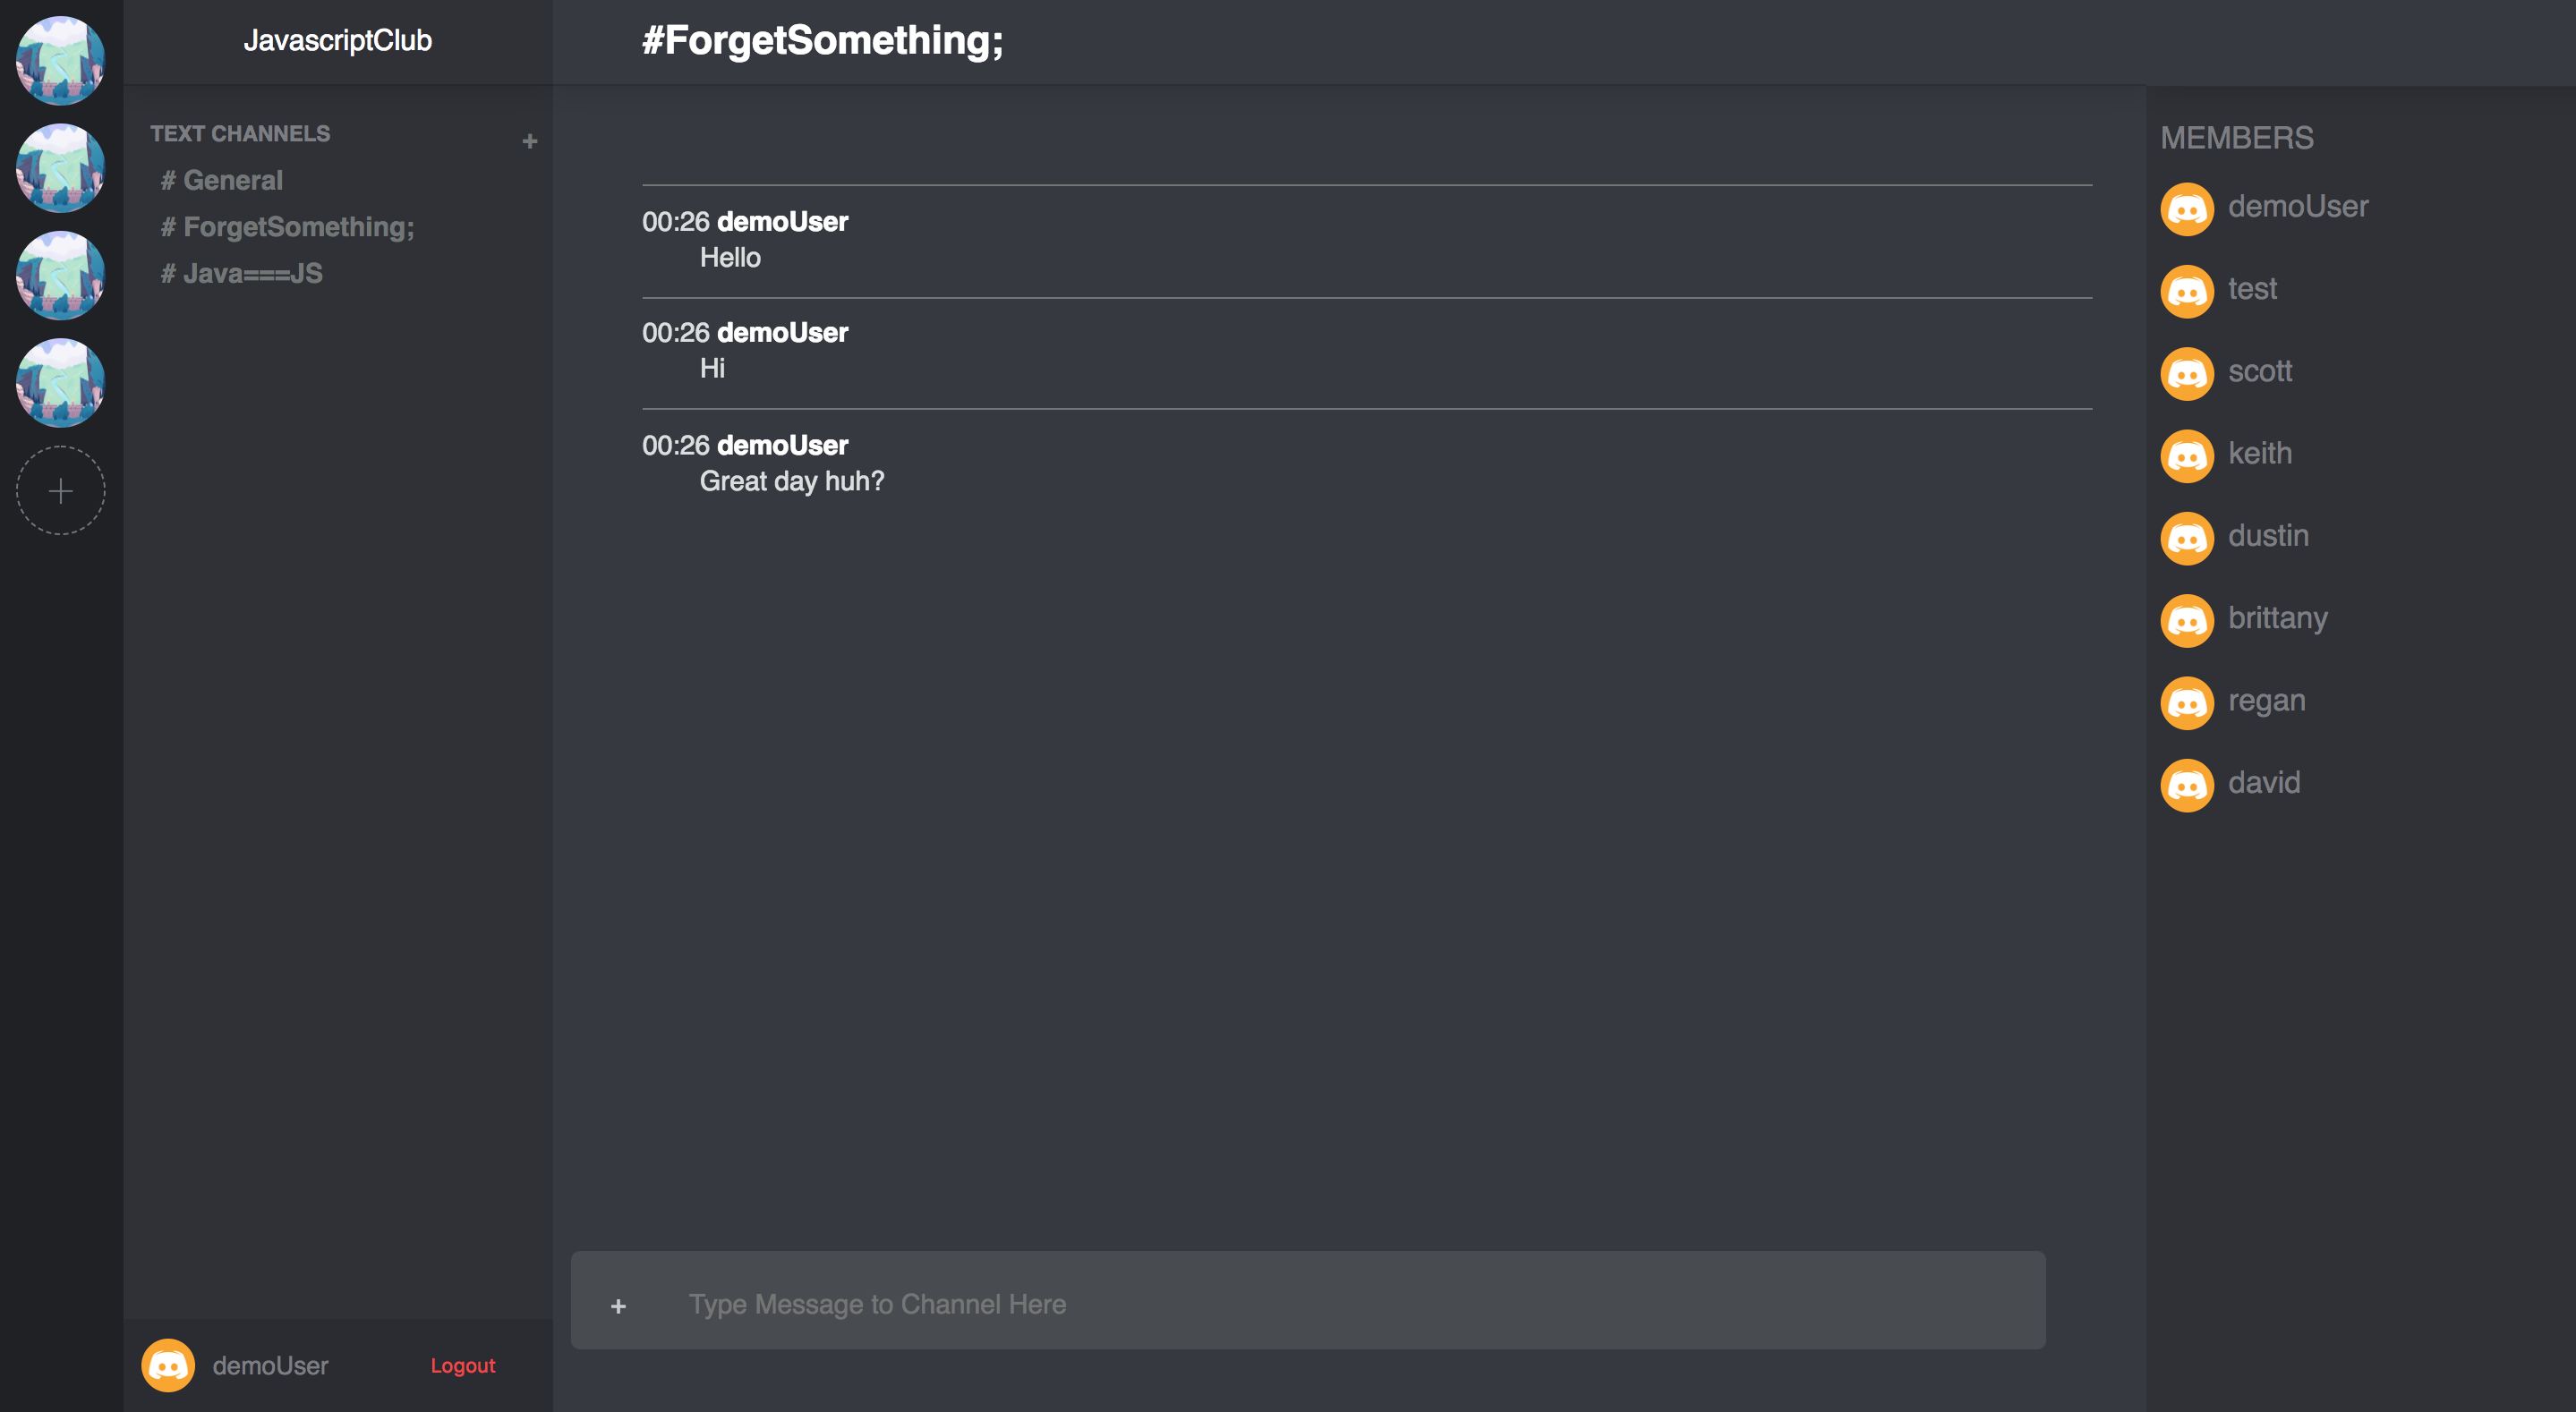 JavascriptClub
TEXT CHANNELS
+
# General
# ForgetSomething;
# Java===JS
demoUser
Logout
#ForgetSomething;
00:26 demoUser
Hello
00:26 demoUser
Hi
00:26 demoUser
Great day huh?
+ Type Message to Channel Here
MEMBERS
demoUser
test
scott
keith
dustin
brittany
regan
david